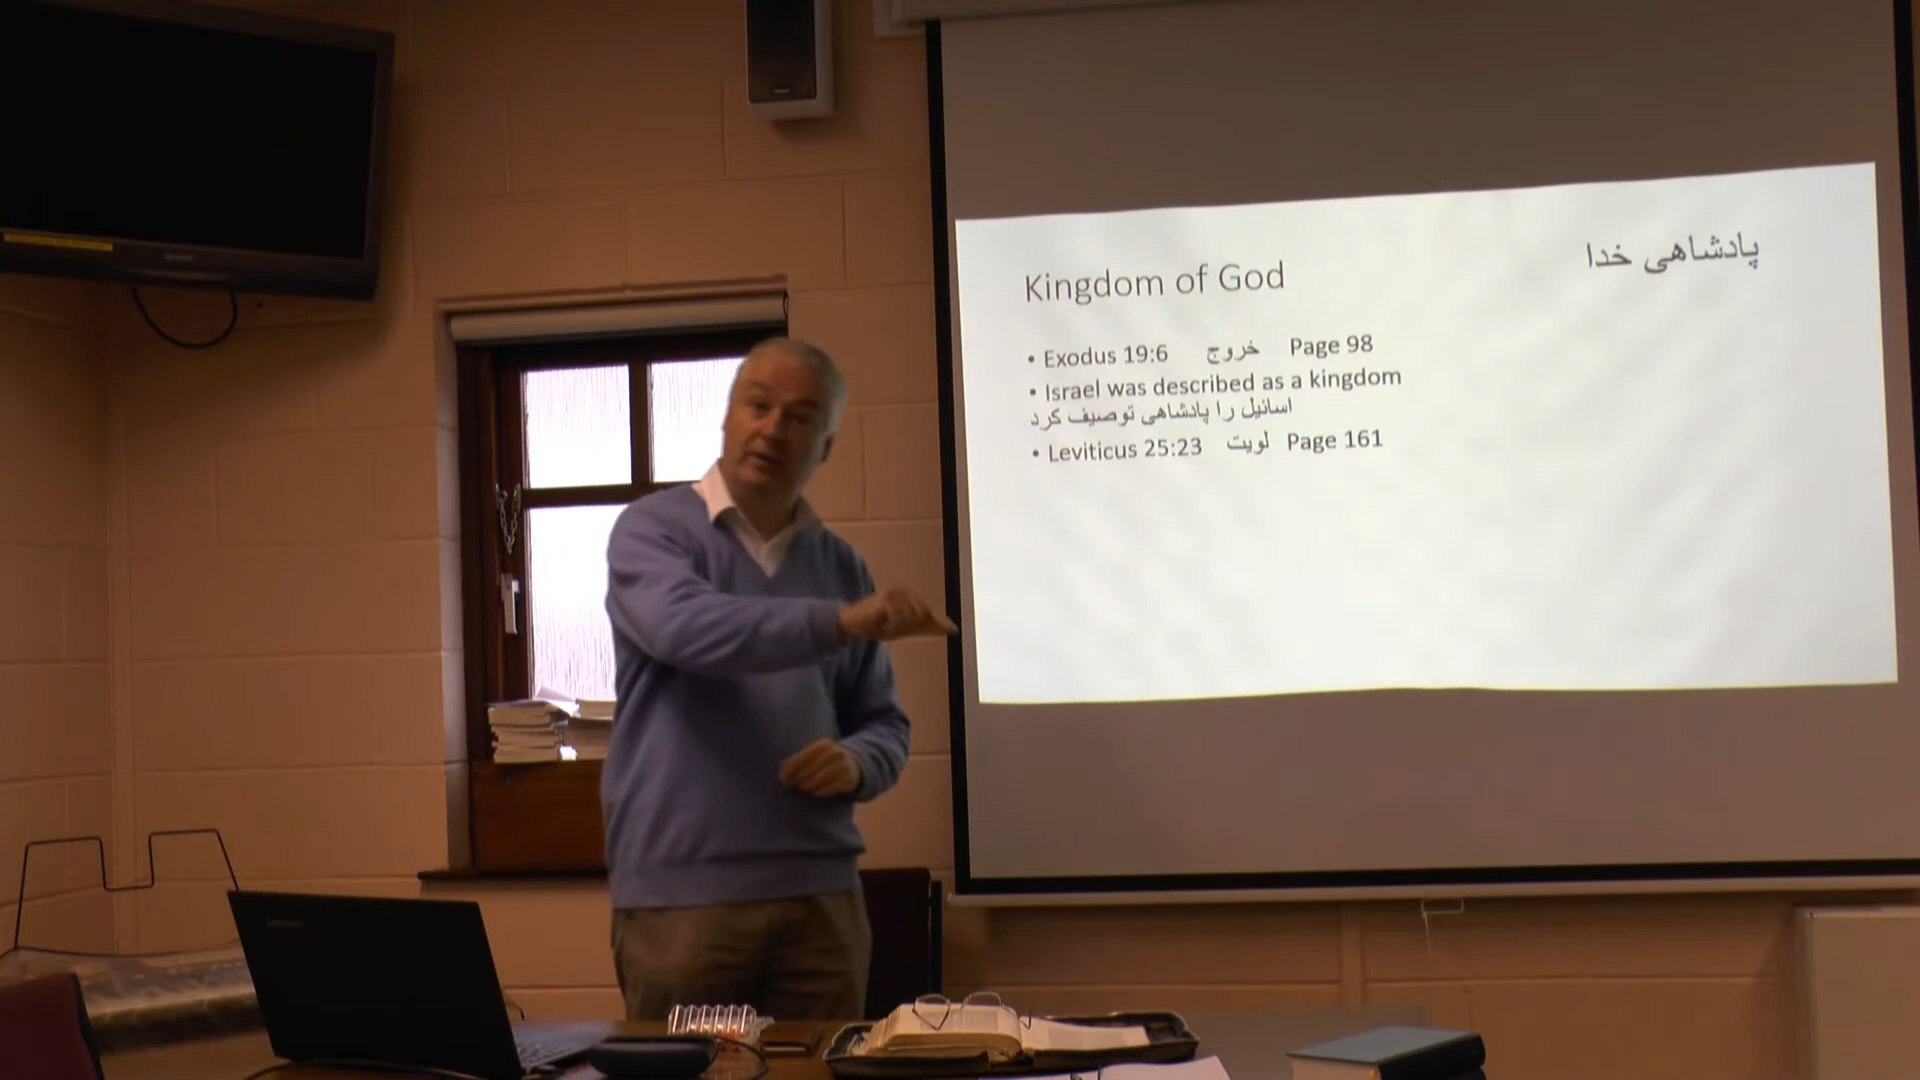 Kingdom of God
پادشاهی خدا
• Exodus 19:6 خروج Page 98
• Israel was described as a kingdom
اسائیل را پادشاهی توصیف کرد
• Leviticus 25:23 لویت Page 161
Lenovo